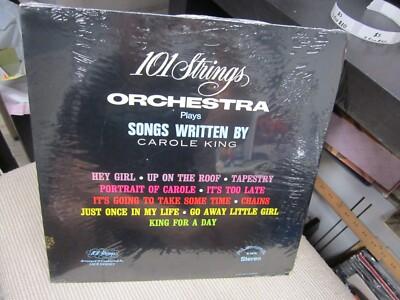 101 Strings
ORCHESTRA
Plays
SONGS WRITTEN BY
CAROLE KING
HEY GIRL • UP ON THE ROOF • TAPESTRY
PORTRAIT OF CAROLE • IT'S TOO LATE
IT'S GOING TO TAKE SOME TIME • CHAINS
JUST ONCE IN MY LIFE • GO AWAY LITTLE GIRL
KING FOR A DAY
101 Strings
Stereo